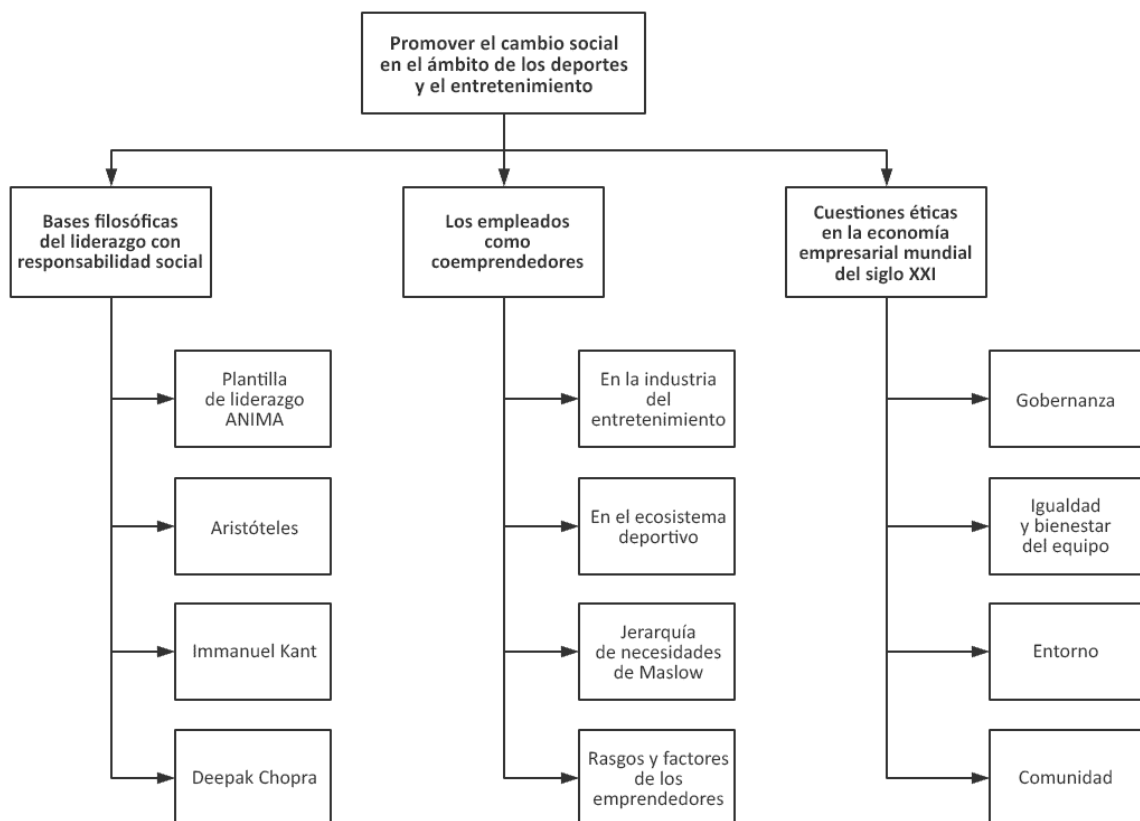 Promover el cambio social
en el ámbito de los deportes
y el entretenimiento
Bases filosóficas
del liderazgo con
responsabilidad social
Los empleados
como
coemprendedores
Cuestiones éticas
en la economía
empresarial mundial
del siglo XXI
Plantilla
de liderazgo
ANIMA
Aristóteles
Immanuel Kant
Deepak Chopra
En la industria
del
entretenimiento
En el ecosistema
deportivo
Jerarquía
de necesidades
de Maslow
Rasgos y factores
de los
emprendedores
Gobernanza
Igualdad
y bienestar
del equipo
Entorno
Comunidad